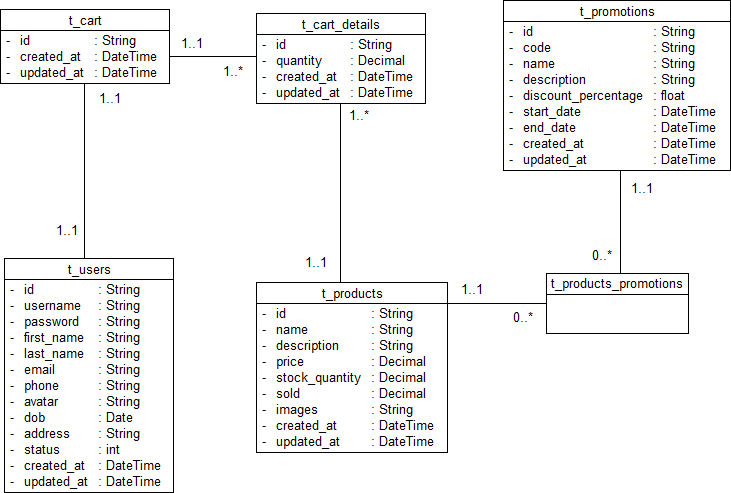 t_cart
- id : String
- created_at : DateTime
- updated_at : DateTime
1..1
1..*
1..1
t_cart_details
- id : String
- quantity : Decimal
- created_at : DateTime
- updated_at : DateTime
1..*
t_promotions
- id : String
- code : String
- name : String
- description : String
- discount_percentage : float
- start_date : DateTime
- end_date : DateTime
- created_at : DateTime
- updated_at : DateTime
1..1
1..1
t_users
- id : String
- username : String
- password : String
- first_name : String
- last_name : String
- email : String
- phone : String
- avatar : String
- dob : Date
- address : String
- status : int
- created_at : DateTime
- updated_at : DateTime
1..1
t_products
- id : String
- name : String
- description : String
- price : Decimal
- stock_quantity : Decimal
- sold : Decimal
- images : String
- created_at : DateTime
- updated_at : DateTime
1..1
0..*
0..*
t_products_promotions